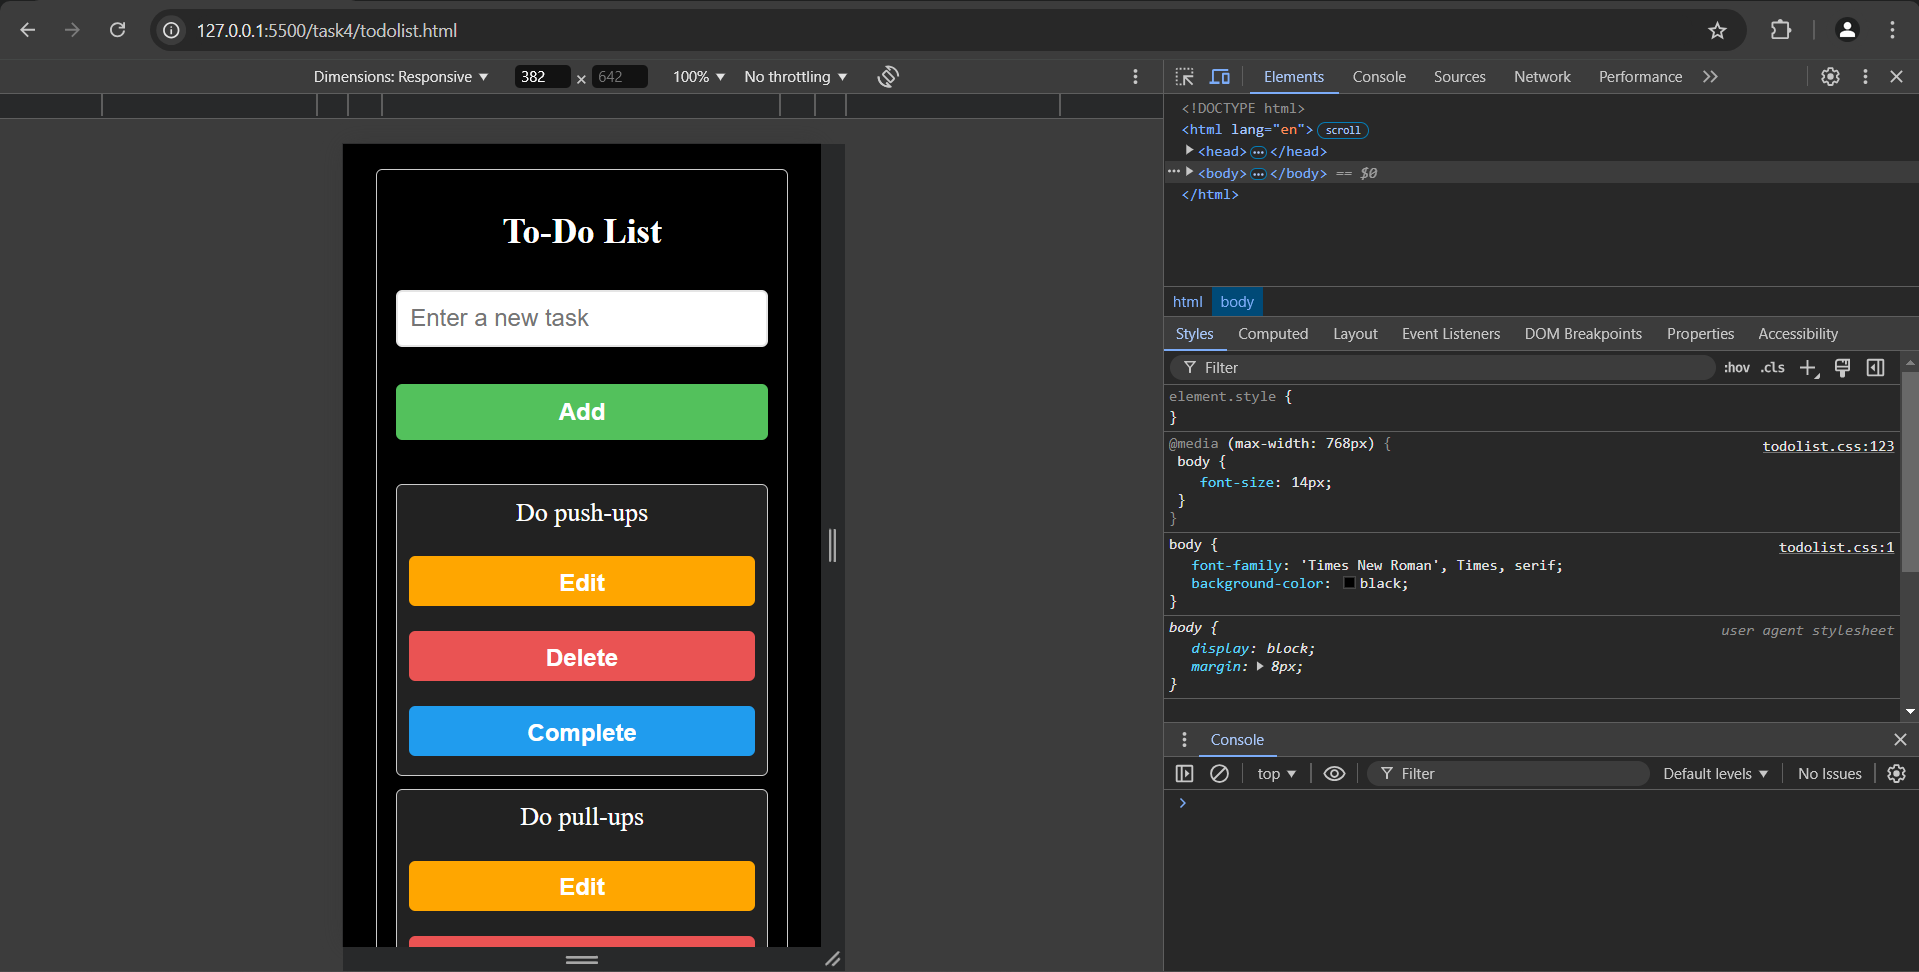 127.0.0.1:5500/task4/todolist.html
Dimensions: Responsive 382 × 642 100% No throttling
To-Do List
Enter a new task
Add
Do push-ups
Edit
Delete
Complete
Do pull-ups
Edit
Elements Console Sources Network Performance
<!DOCTYPE html>
<html lang="en"> scroll
<head> ••• </head>
••• <body> ••• </body> == $0
</html>
html body
Styles Computed Layout Event Listeners DOM Breakpoints Properties Accessibility
Filter :hov .cls
element.style {
}
@media (max-width: 768px) { todolist.css:123
body {
font-size: 14px;
}
}
body { todolist.css:1
font-family: 'Times New Roman', Times, serif;
background-color: black;
}
body { user agent stylesheet
display: block;
margin: 8px;
}
Console
top Filter Default levels No Issues